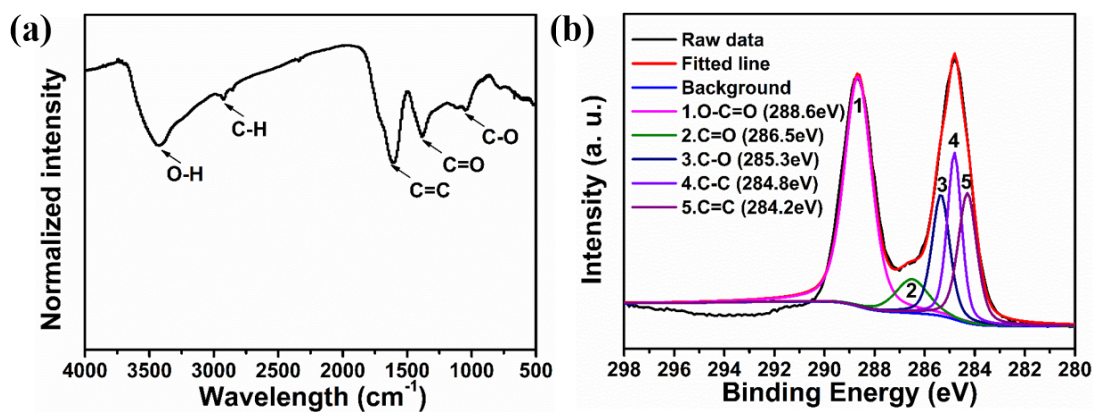 (a)
Normalized intensity
O-H
C-H
C=C
C=O
C-O
4000 3500 3000 2500 2000 1500 1000 500
Wavelength (cm⁻¹)
(b)
Intensity (a. u.)
Raw data
Fitted line
Background
1.O-C=O (288.6eV)
2.C=O (286.5eV)
3.C-O (285.3eV)
4.C-C (284.8eV)
5.C=C (284.2eV)
1
2
3
4
5
298 296 294 292 290 288 286 284 282 280
Binding Energy (eV)